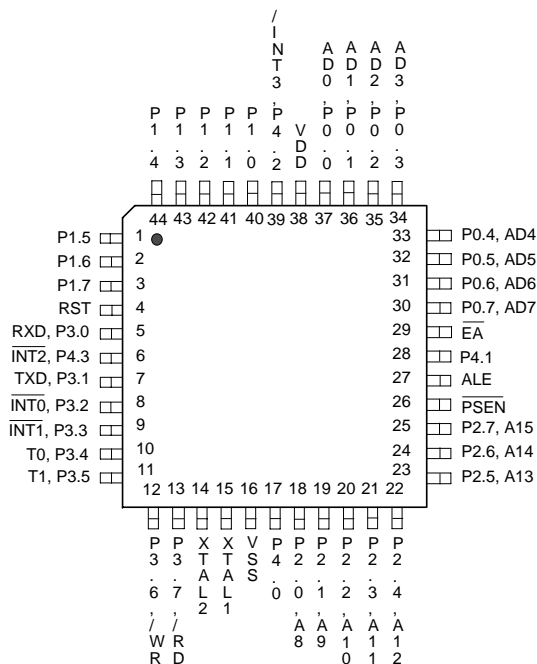 P1.4
P1.3
P1.2
P1.1
P1.0
/INT3, P4.2
VDD
AD0, P0.0
AD1, P0.1
AD2, P0.2
AD3, P0.3
44 43 42 41 40 39 38 37 36 35 34
P1.5 1
P1.6 2
P1.7 3
RST 4
RXD, P3.0 5
INT2, P4.3 6
TXD, P3.1 7
INT0, P3.2 8
INT1, P3.3 9
T0, P3.4 10
T1, P3.5 11
33 P0.4, AD4
32 P0.5, AD5
31 P0.6, AD6
30 P0.7, AD7
29 EA
28 P4.1
27 ALE
26 PSEN
25 P2.7, A15
24 P2.6, A14
23 P2.5, A13
12 13 14 15 16 17 18 19 20 21 22
P3.6, /WR
P3.7, /RD
XTAL2
XTAL1
VSS
P4.0
P2.0, A8
P2.1, A9
P2.2, A10
P2.3, A11
P2.4, A12